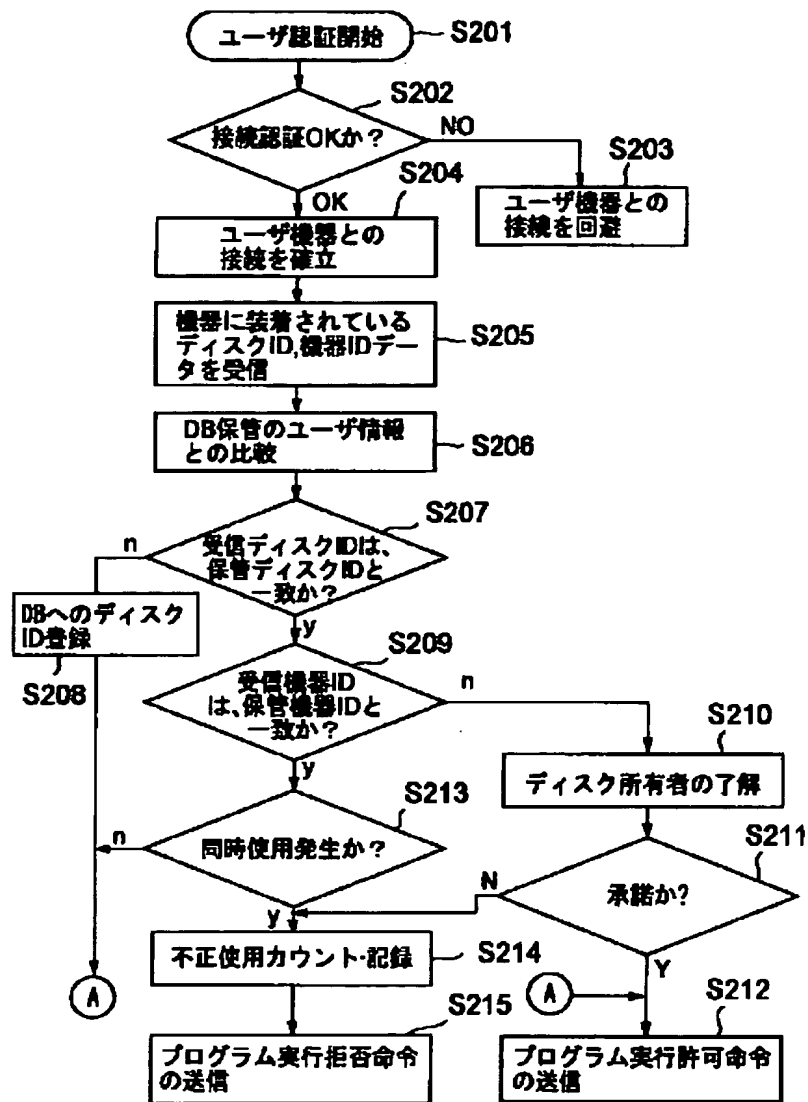 ユーザ認証開始
S201
S202
接続認証OKか?
NO
S203
ユーザ機器との
接続を回避
OK
S204
ユーザ機器との
接続を確立
機器に装着されている
ディスクID,機器IDデー
タを受信
S205
DB保管のユーザ情報
との比較
S206
S207
n
受信ディスクIDは、
保管ディスクIDと
一致か?
y
DBへのディスク
ID登録
S208
S209
受信機器ID
は、保管機器IDと
一致か?
n
y
S210
ディスク所有者の了解
S213
n
同時使用発生か?
y
S211
N
承諾か?
Y
不正使用カウント・記録
S214
A
A
S215
プログラム実行拒否命令
の送信
S212
プログラム実行許可命令
の送信